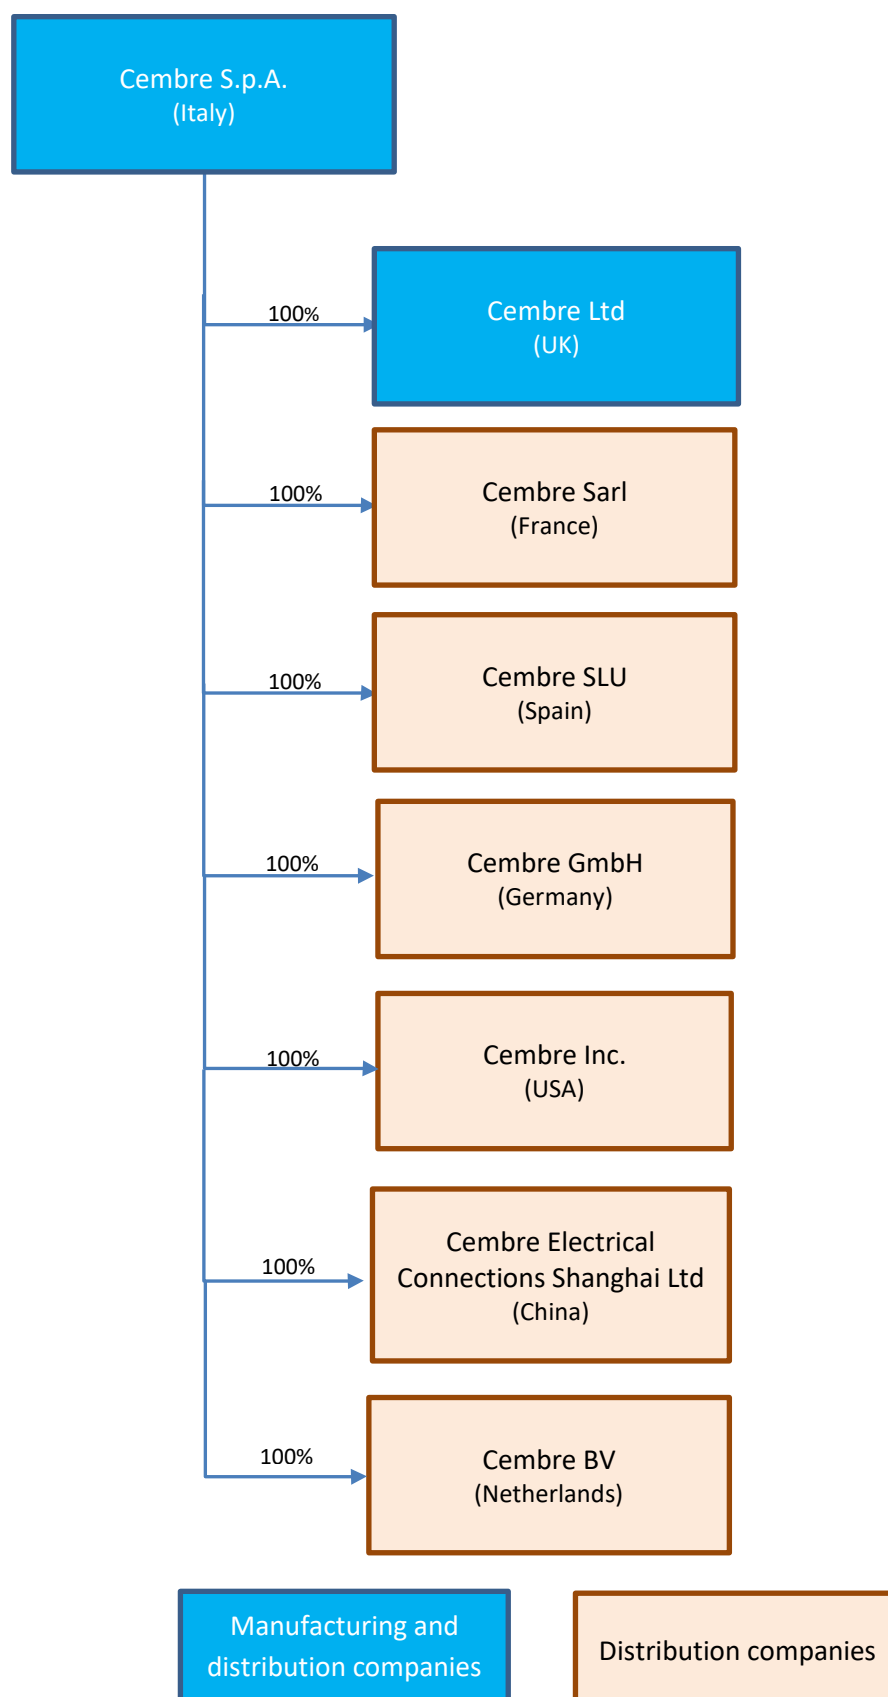 Cembre S.p.A.
(Italy)
100%
Cembre Ltd
(UK)
100%
Cembre Sarl
(France)
100%
Cembre SLU
(Spain)
100%
Cembre GmbH
(Germany)
100%
Cembre Inc.
(USA)
100%
Cembre Electrical
Connections Shanghai Ltd
(China)
100%
Cembre BV
(Netherlands)
Manufacturing and
distribution companies
Distribution companies